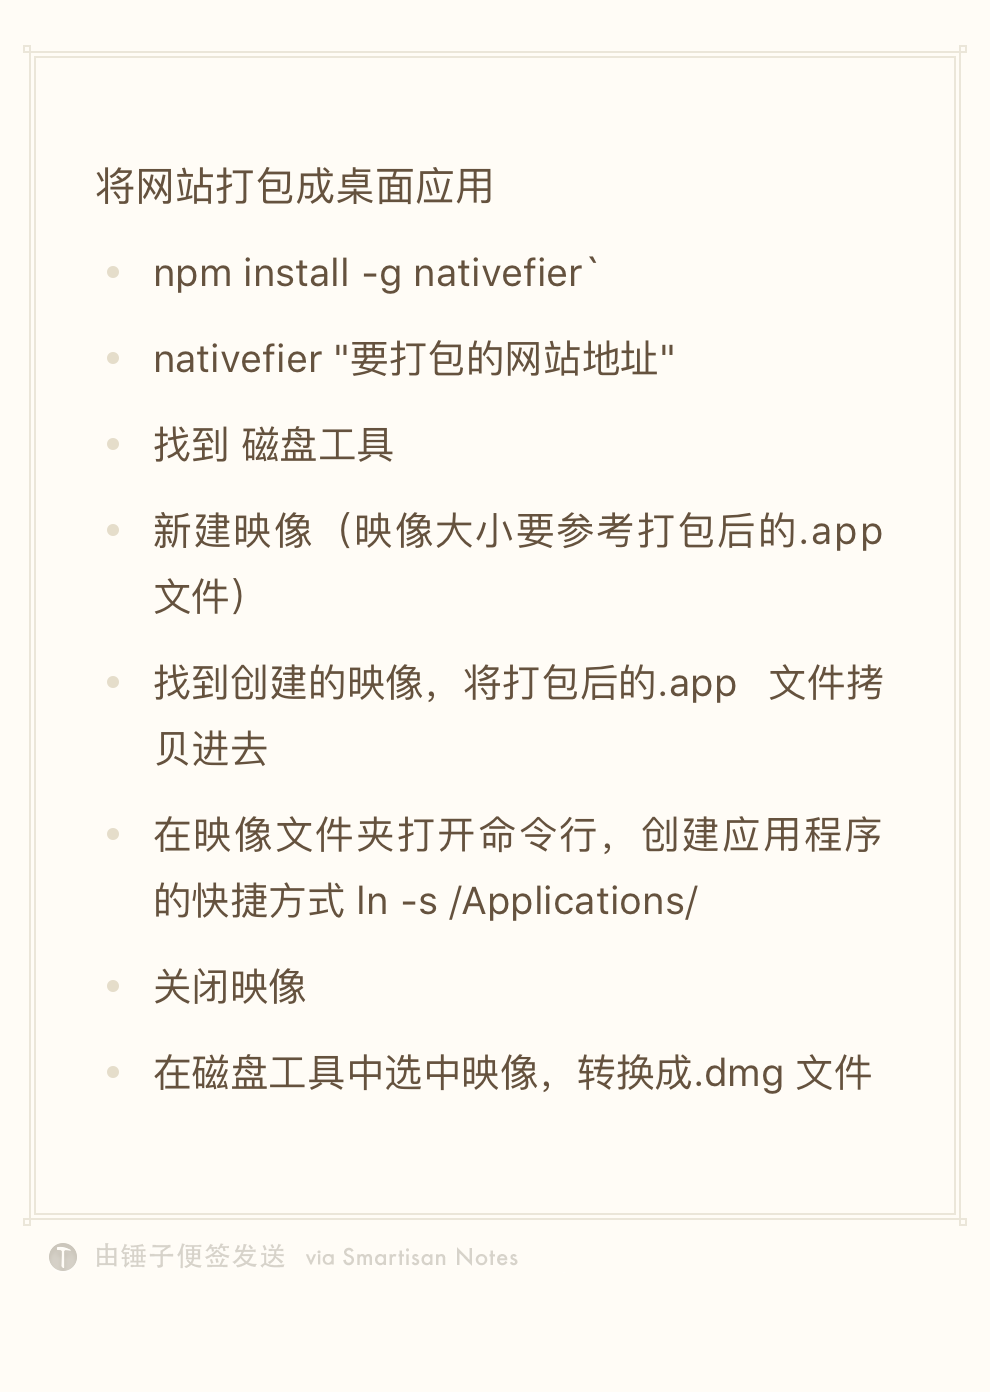 将网站打包成桌面应用
npm install -g nativefier`
nativefier "要打包的网站地址"
找到 磁盘工具
新建映像（映像大小要参考打包后的.app
文件）
找到创建的映像，将打包后的.app 文件拷
贝进去
在映像文件夹打开命令行，创建应用程序
的快捷方式 ln -s /Applications/
关闭映像
在磁盘工具中选中映像，转换成.dmg 文件
由锤子便签发送 via Smartisan Notes